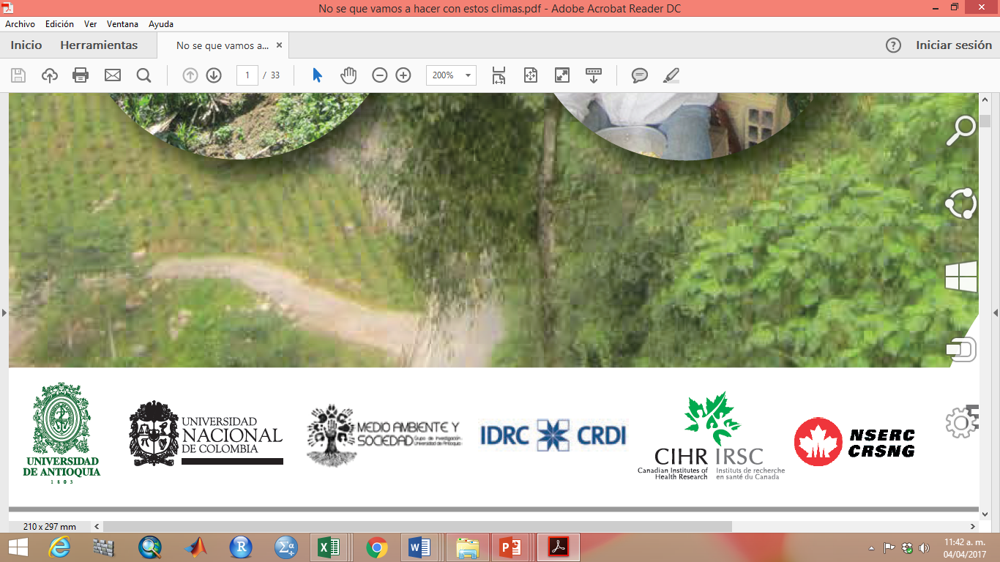 No se que vamos a hacer con estos climas.pdf - Adobe Acrobat Reader DC
Archivo Edición Ver Ventana Ayuda
Inicio Herramientas No se que vamos a... × ? Iniciar sesión
1 / 33 200%
UNIVERSIDAD
DE ANTIOQUIA
1803
UNIVERSIDAD
NACIONAL
DE COLOMBIA
MEDIO AMBIENTE Y
SOCIEDAD Grupo de Investigación
Universidad de Antioquia
IDRC CRDI
CIHR IRSC
Canadian Institutes of
Health Research
Instituts de recherche
en santé du Canada
NSERC
CRSNG
210 x 297 mm
11:42 a. m.
04/04/2017